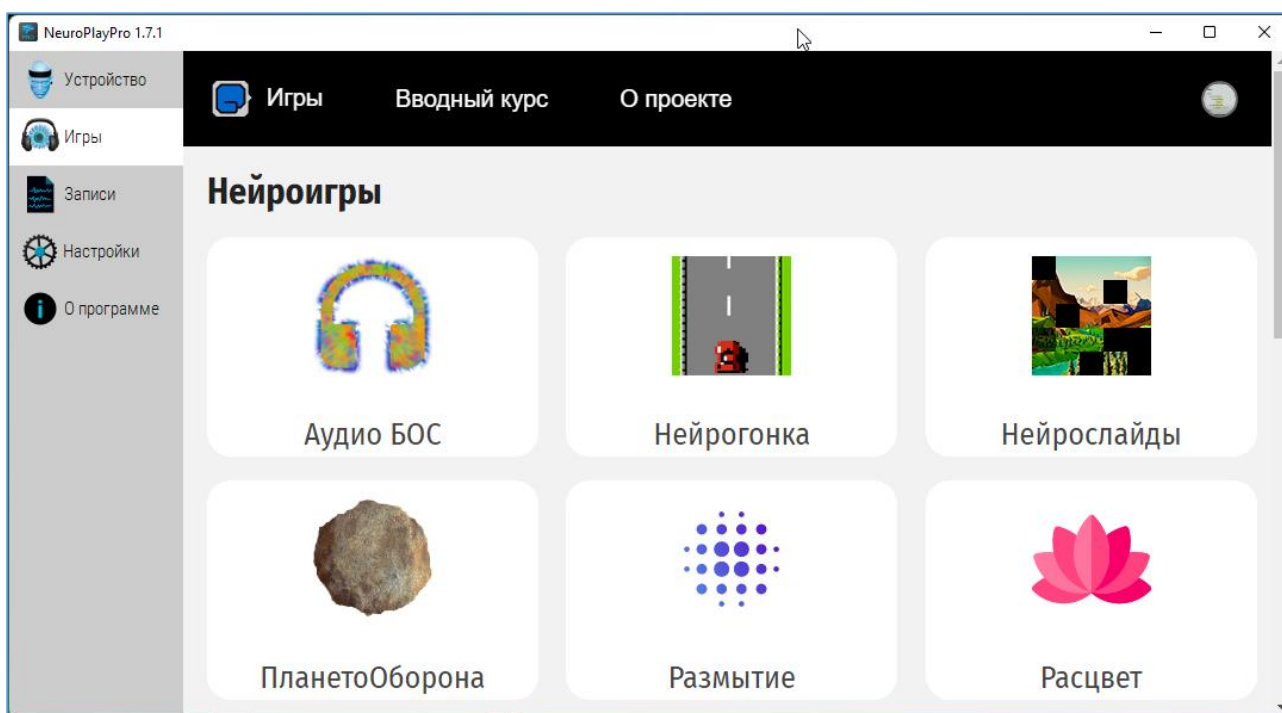 NeuroPlayPro 1.7.1
Устройство
Игры
Записи
Настройки
О программе
Игры Вводный курс О проекте
Нейроигры
Аудио БОС Нейрогонка Нейрослайды
ПланетоОборона Размытие Расцвет